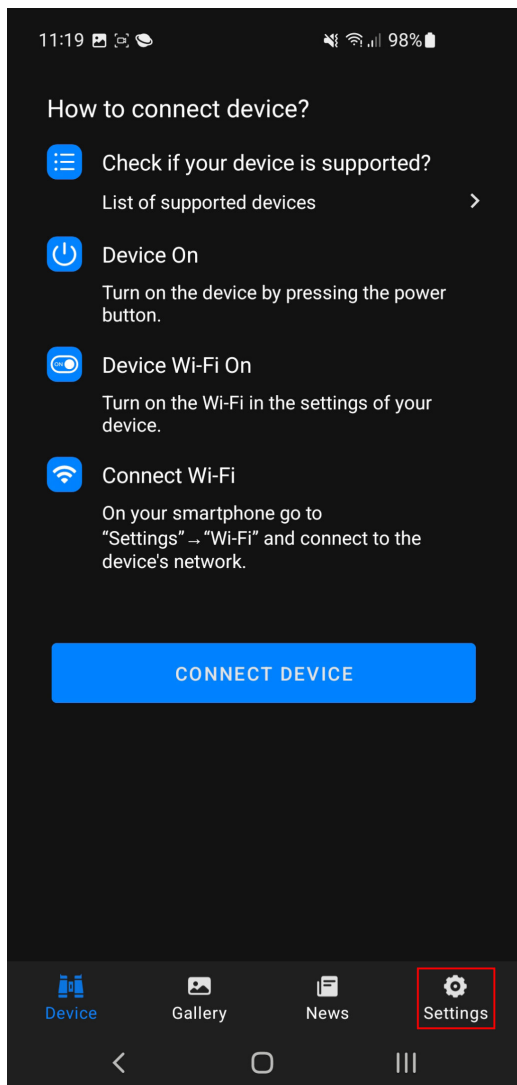 11:19
98%
How to connect device?
Check if your device is supported?
List of supported devices
Device On
Turn on the device by pressing the power
button.
ON
Device Wi-Fi On
Turn on the Wi-Fi in the settings of your
device.
Connect Wi-Fi
On your smartphone go to
“Settings”→“Wi-Fi” and connect to the
device's network.
CONNECT DEVICE
Device
Gallery
News
Settings